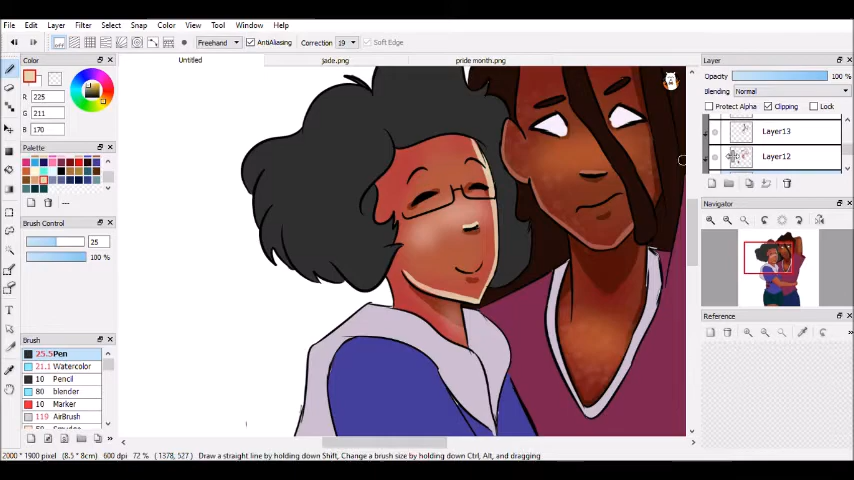 File Edit Layer Filter Snap Color View Tool Window Help
OFF Freehand AntiAliasing Correction 19 Soft Edge
Color
Untitled
jade.png
pride month.png
Layer
R 225
G 211
B 170
Opacity 100 %
Blending Normal
Protect Alpha Clipping Lock
Palette
Layer13
Layer12
---
Brush Control
25
100 %
Navigator
Reference
Brush
25.5 Pen
21.1 Watercolor
10 Pencil
80 blender
10 Marker
119 AirBrush
2000 * 1900 pixel (8.5 * 8cm) 600 dpi 72 % ( 1378, 527) Draw a straight line by holding down Shift, Change a brush size by holding down Ctrl, Alt, and dragging